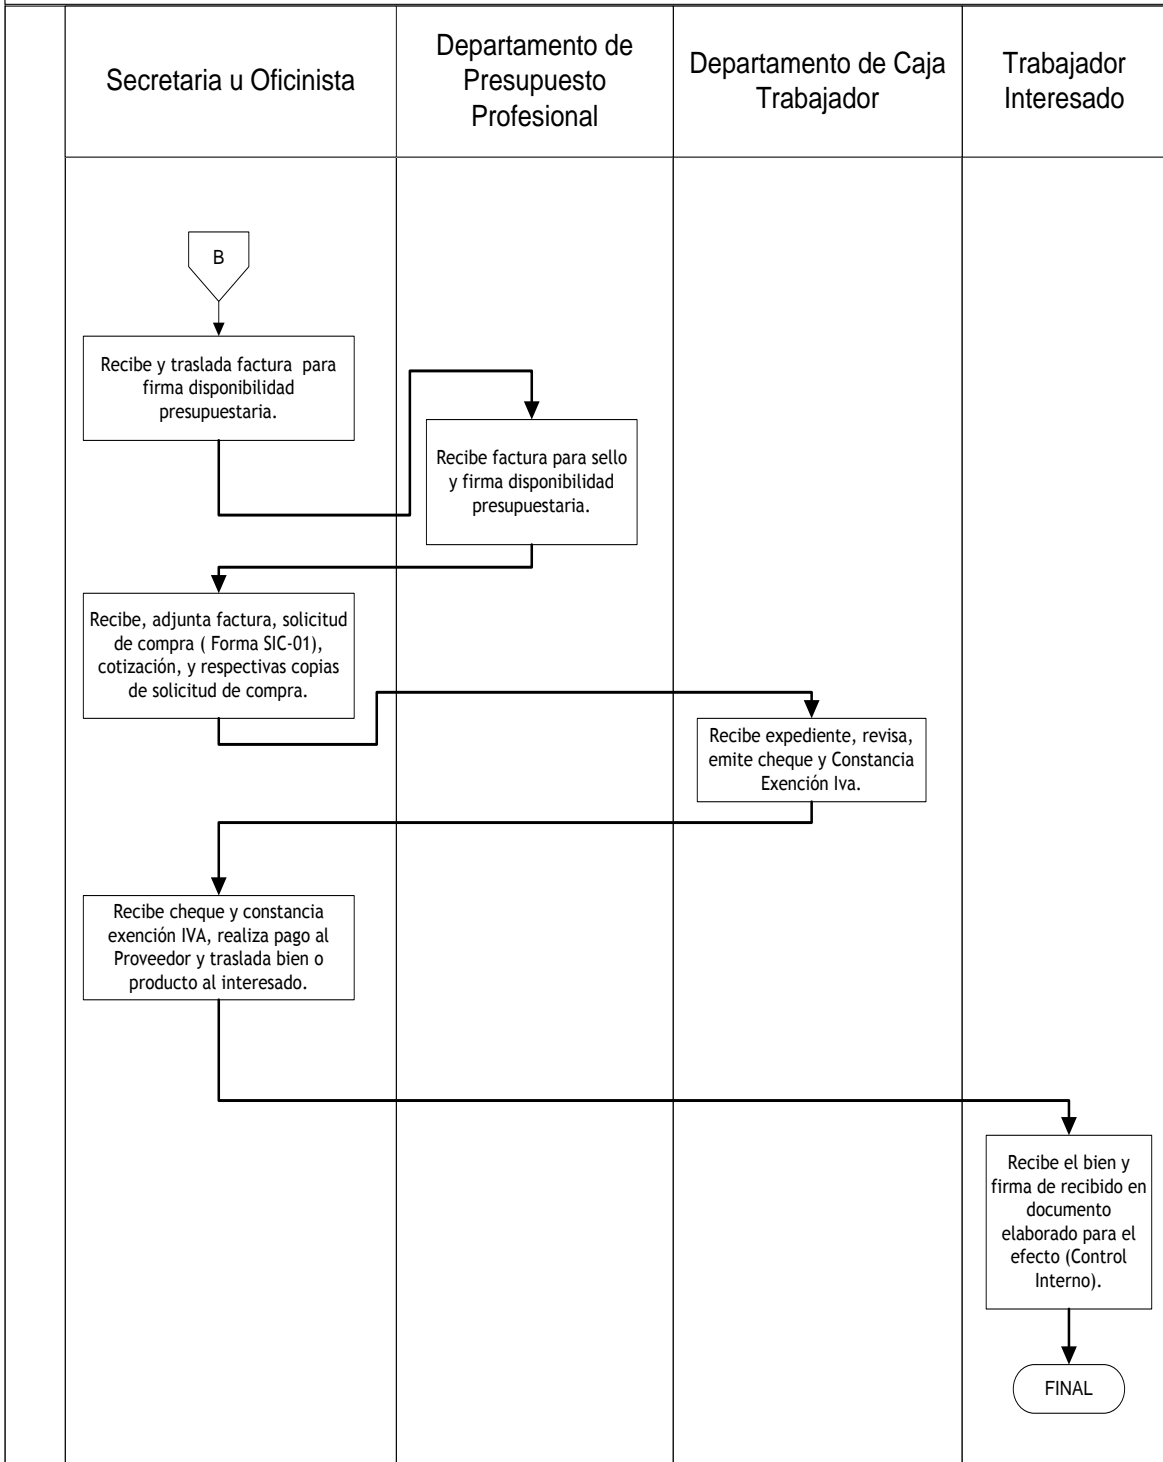 Secretaria u Oficinista
Departamento de
Presupuesto
Profesional
Departamento de Caja
Trabajador
Trabajador
Interesado
B
Recibe y traslada factura para
firma disponibilidad
presupuestaria.
Recibe factura para sello
y firma disponibilidad
presupuestaria.
Recibe, adjunta factura, solicitud
de compra ( Forma SIC-01),
cotización, y respectivas copias
de solicitud de compra.
Recibe expediente, revisa,
emite cheque y Constancia
Exención Iva.
Recibe cheque y constancia
exención IVA, realiza pago al
Proveedor y traslada bien o
producto al interesado.
Recibe el bien y
firma de recibido en
documento
elaborado para el
efecto (Control
Interno).
FINAL